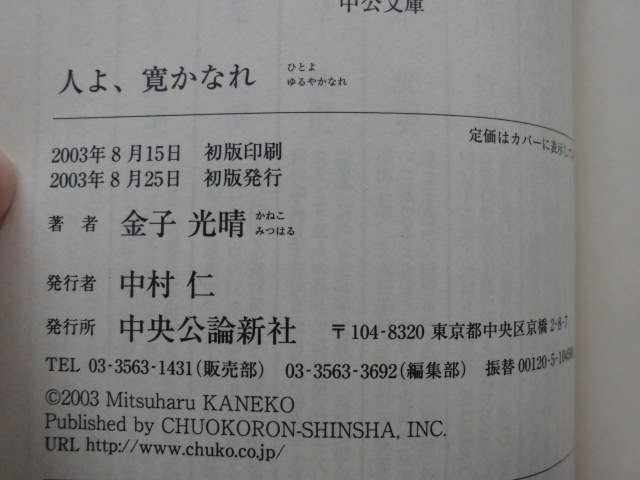 中公文庫
人よ、寛かなれ ひとよ ゆるやかなれ
定価はカバーに表示して
2003年8月15日 初版印刷
2003年8月25日 初版発行
著者 金子 光晴 かねこ みつはる
発行者 中村 仁
発行所 中央公論新社 〒104-8320 東京都中央区京橋 2-8-7
TEL 03-3563-1431(販売部) 03-3563-3692(編集部) 振替 00120-5-104508
©2003 Mitsuharu KANEKO
Published by CHUOKORON-SHINSHA, INC.
URL http://www.chuko.co.jp/